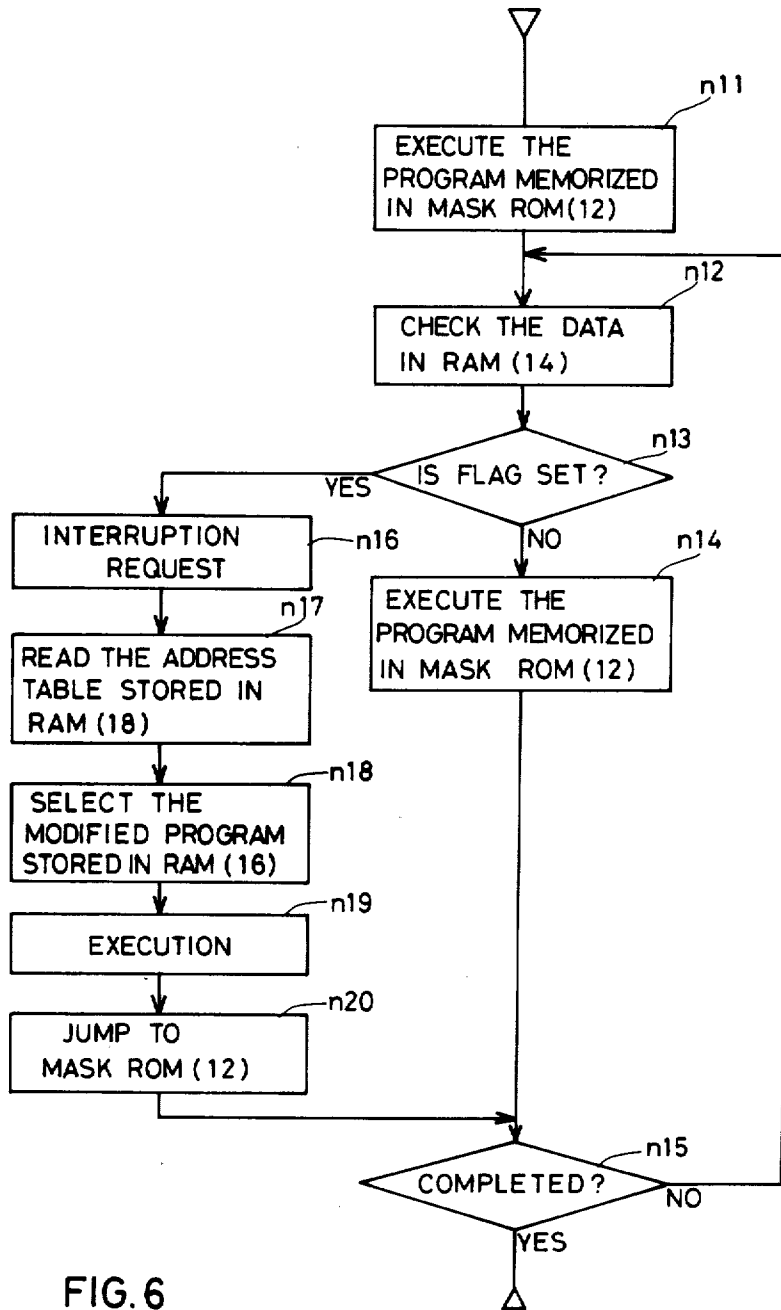 n11
EXECUTE THE
PROGRAM MEMORIZED
IN MASK ROM(12)
n12
CHECK THE DATA
IN RAM (14)
n13
IS FLAG SET?
YES
NO
n16
INTERRUPTION
REQUEST
n14
EXECUTE THE
PROGRAM MEMORIZED
IN MASK ROM(12)
n17
READ THE ADDRESS
TABLE STORED IN
RAM (18)
n18
SELECT THE
MODIFIED PROGRAM
STORED IN RAM (16)
n19
EXECUTION
n20
JUMP TO
MASK ROM (12)
n15
COMPLETED?
NO
YES
FIG.6